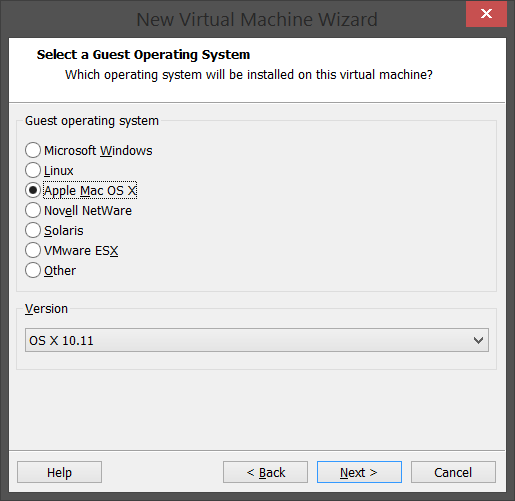 New Virtual Machine Wizard
Select a Guest Operating System
Which operating system will be installed on this virtual machine?
Guest operating system
Microsoft Windows
Linux
Apple Mac OS X
Novell NetWare
Solaris
VMware ESX
Other
Version
OS X 10.11
Help
< Back
Next >
Cancel